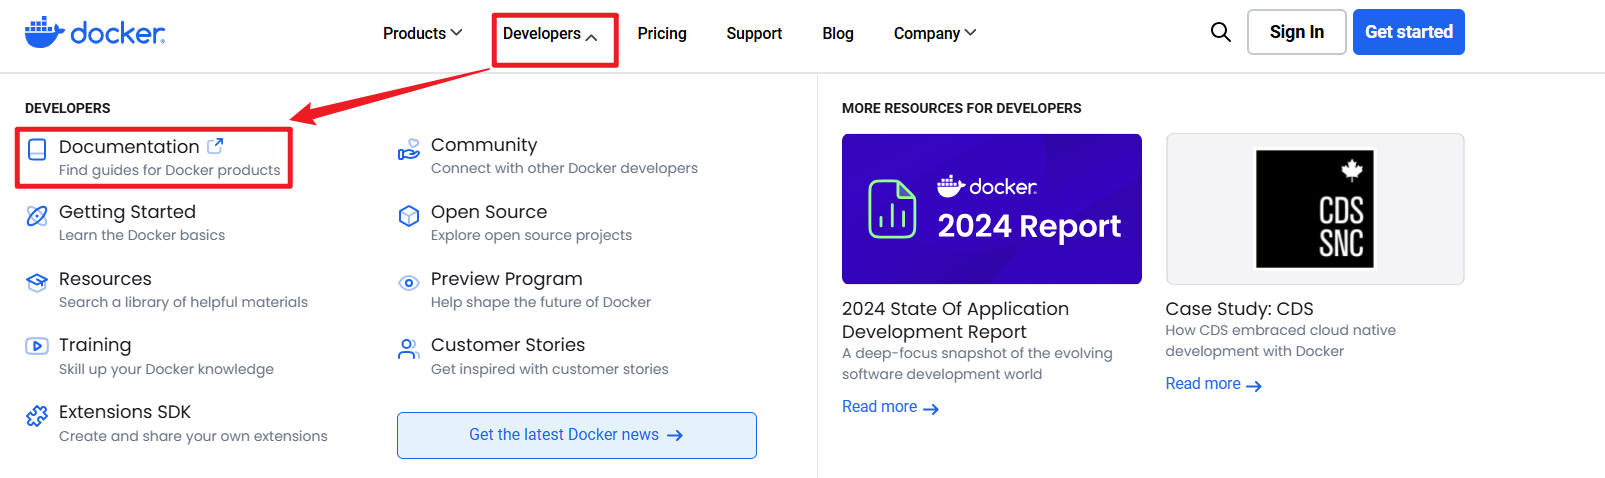 docker
Products
Developers
Pricing
Support
Blog
Company
Sign In
Get started
DEVELOPERS
Documentation
Find guides for Docker products
Getting Started
Learn the Docker basics
Resources
Search a library of helpful materials
Training
Skill up your Docker knowledge
Extensions SDK
Create and share your own extensions
Community
Connect with other Docker developers
Open Source
Explore open source projects
Preview Program
Help shape the future of Docker
Customer Stories
Get inspired with customer stories
Get the latest Docker news
MORE RESOURCES FOR DEVELOPERS
docker
2024 Report
2024 State Of Application
Development Report
A deep-focus snapshot of the evolving
software development world
Read more
CDS
SNC
Case Study: CDS
How CDS embraced cloud native
development with Docker
Read more